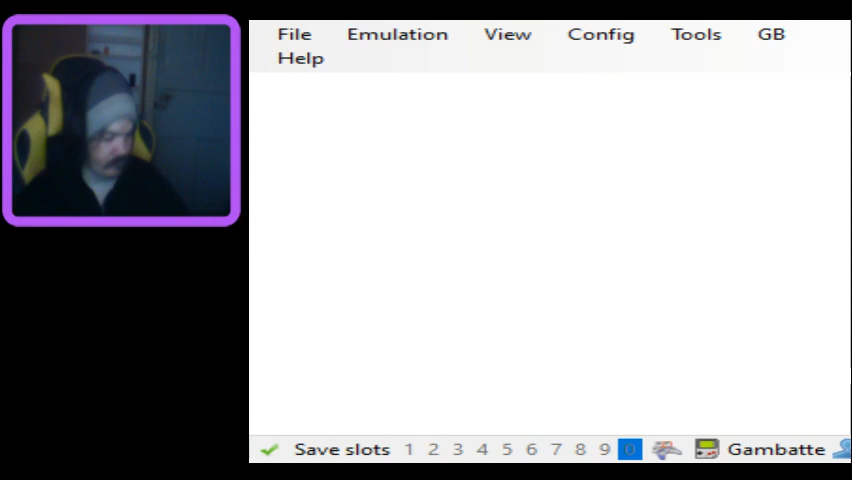 File Emulation View Config Tools GB
Help
Save slots 1 2 3 4 5 6 7 8 9 0 Gambatte